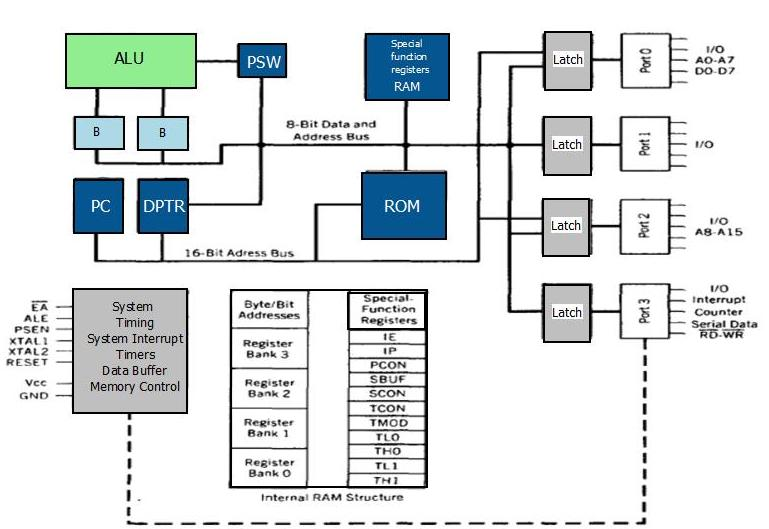 ALU
PSW
Special
function
registers
RAM
B
B
8-Bit Data and
Address Bus
PC
DPTR
ROM
16-Bit Adress Bus
Latch
Port 0
I/O
A0-A7
D0-D7
Latch
Port 1
I/O
Latch
Port 2
I/O
A8-A15
Latch
Port 3
I/O
Interrupt
Counter
Serial Data
RD-WR
EA
ALE
PSEN
XTAL1
XTAL2
RESET
Vcc
GND
System
Timing
System Interrupt
Timers
Data Buffer
Memory Control
Byte/Bit
Addresses
Register
Bank 3
Register
Bank 2
Register
Bank 1
Register
Bank 0
Special-
Function
Registers
IE
IP
PCON
SBUF
SCON
TCON
TMOD
TL0
TH0
TL1
TH1
Internal RAM Structure